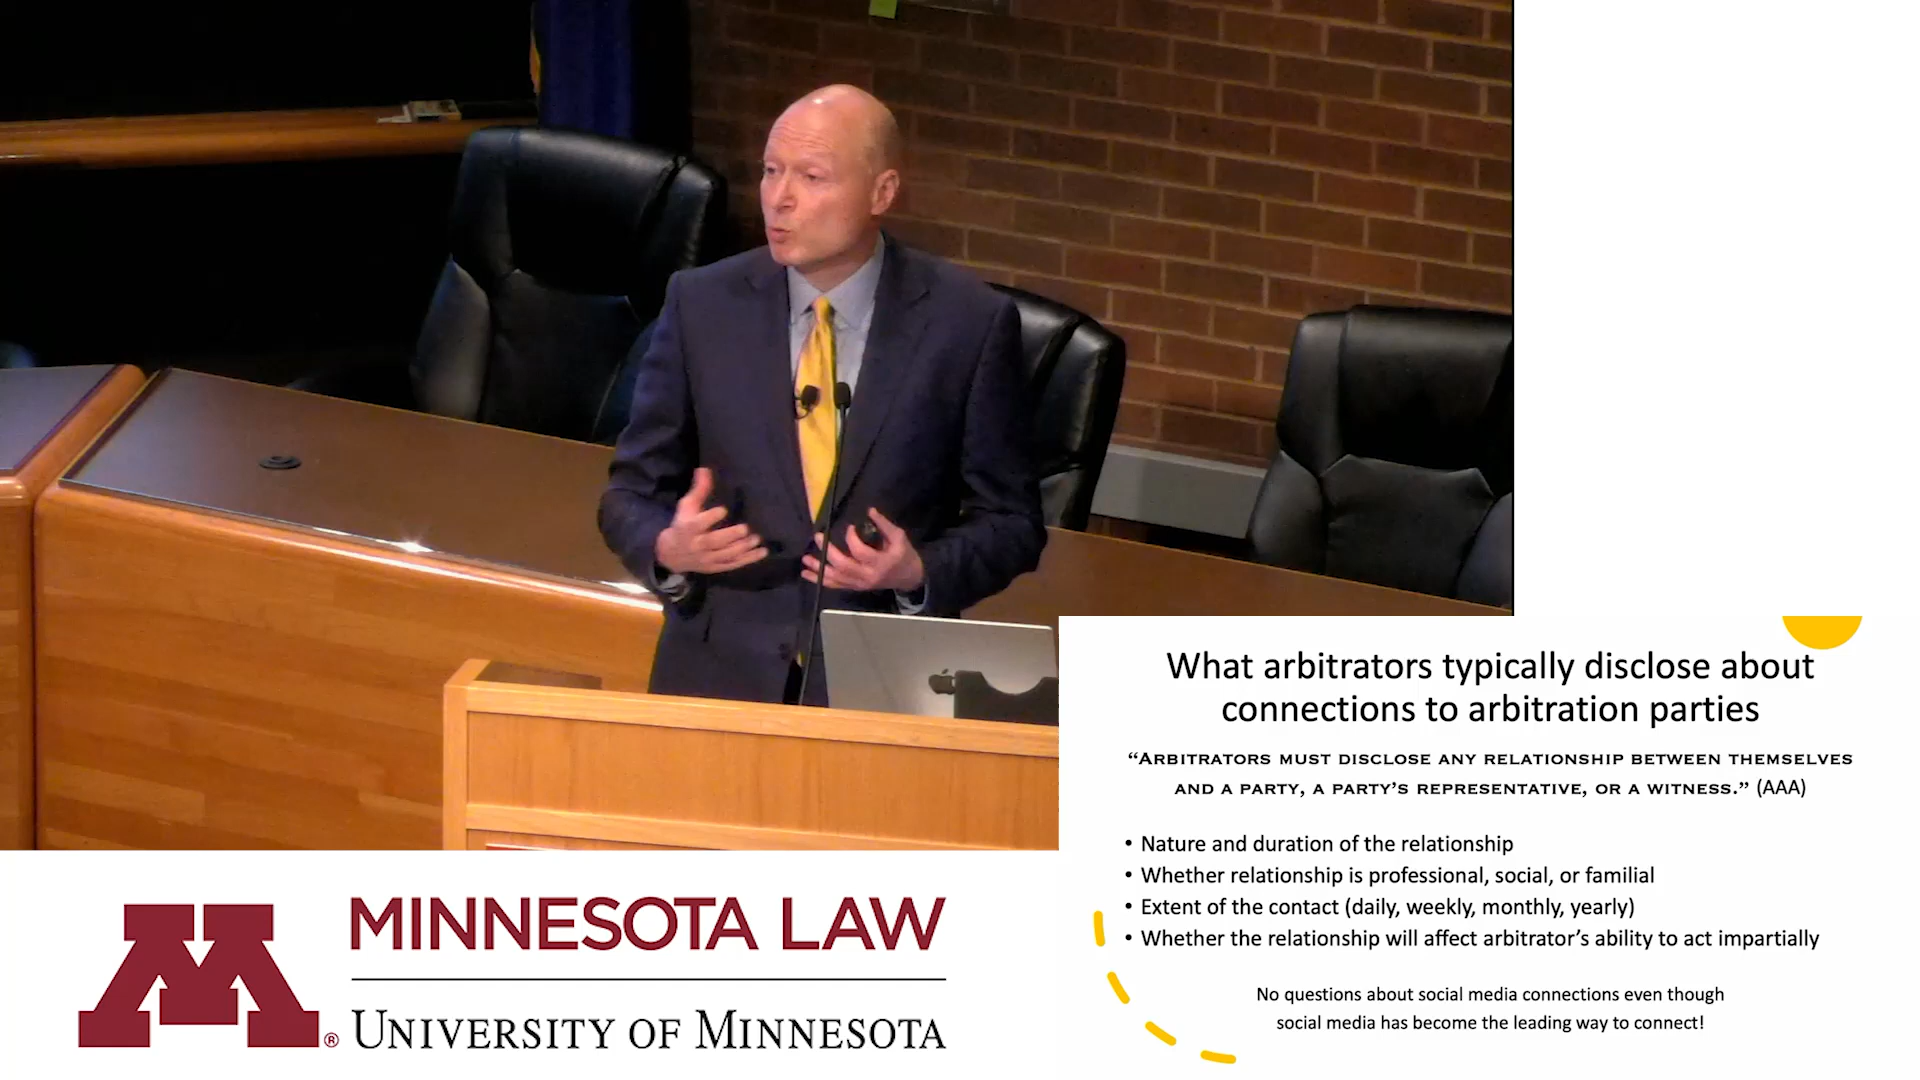 What arbitrators typically disclose about
connections to arbitration parties
“Arbitrators must disclose any relationship between themselves
and a party, a party’s representative, or a witness.” (AAA)
• Nature and duration of the relationship
• Whether relationship is professional, social, or familial
• Extent of the contact (daily, weekly, monthly, yearly)
• Whether the relationship will affect arbitrator’s ability to act impartially
No questions about social media connections even though
social media has become the leading way to connect!
M®
MINNESOTA LAW
UNIVERSITY OF MINNESOTA